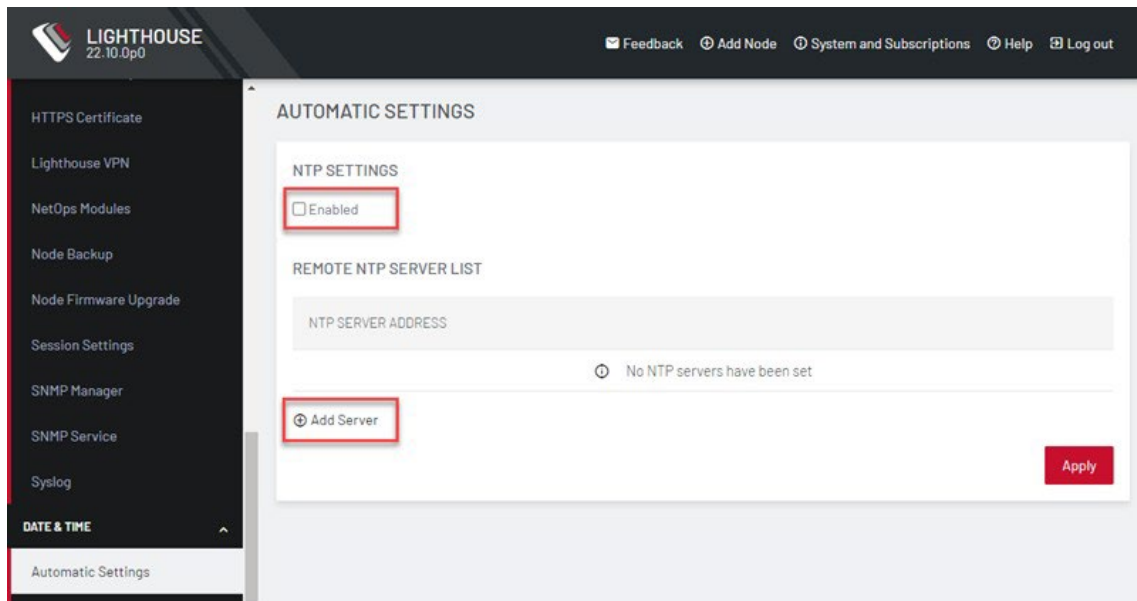 LIGHTHOUSE
22.10.0p0
Feedback
Add Node
System and Subscriptions
Help
Log out
HTTPS Certificate
Lighthouse VPN
NetOps Modules
Node Backup
Node Firmware Upgrade
Session Settings
SNMP Manager
SNMP Service
Syslog
DATE & TIME
Automatic Settings
AUTOMATIC SETTINGS
NTP SETTINGS
Enabled
REMOTE NTP SERVER LIST
NTP SERVER ADDRESS
No NTP servers have been set
Add Server
Apply